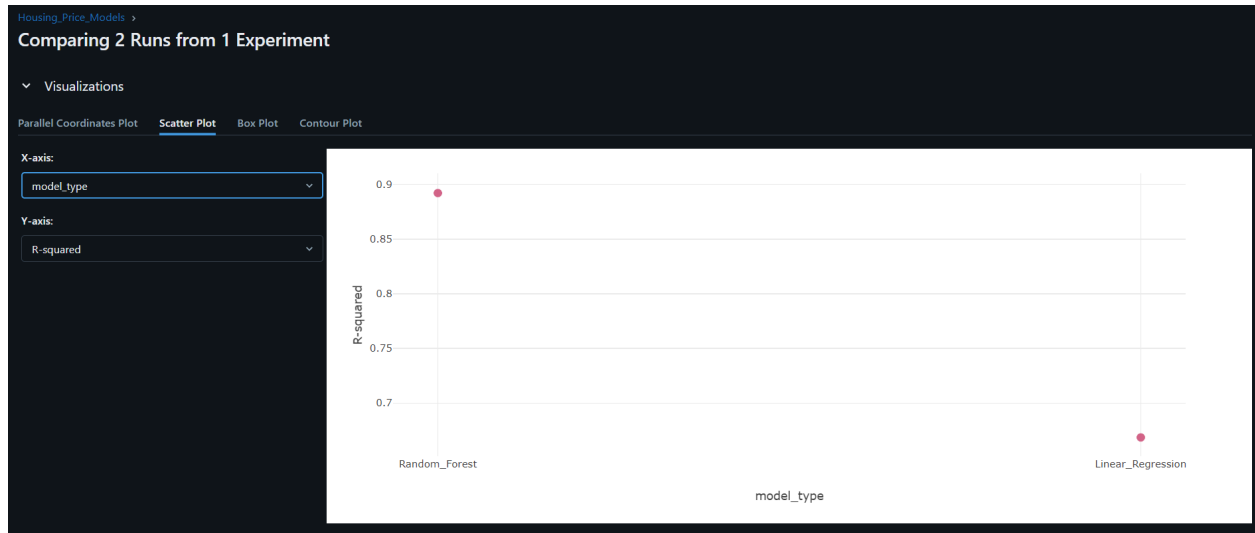 Housing_Price_Models ›
Comparing 2 Runs from 1 Experiment
Visualizations
Parallel Coordinates Plot Scatter Plot Box Plot Contour Plot
X-axis:
model_type
Y-axis:
R-squared
0.9
0.85
0.8
0.75
0.7
R-squared
Random_Forest Linear_Regression
model_type